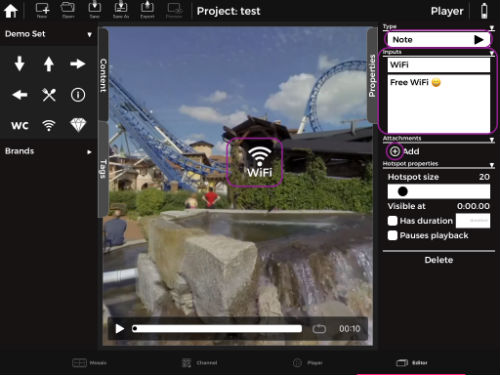 New
Open
Save
Save As
Export
Preview
Project: test
Player
Demo Set
WC
Brands
Content
Tags
WiFi
00:10
Properties
Type
Note
Inputs
WiFi
Free WiFi 😄
Attachments
Add
Hotspot properties
Hotspot size
20
Visible at
0:00.00
Has duration
Pauses playback
Delete
Mosaic
Channel
Player
Editor